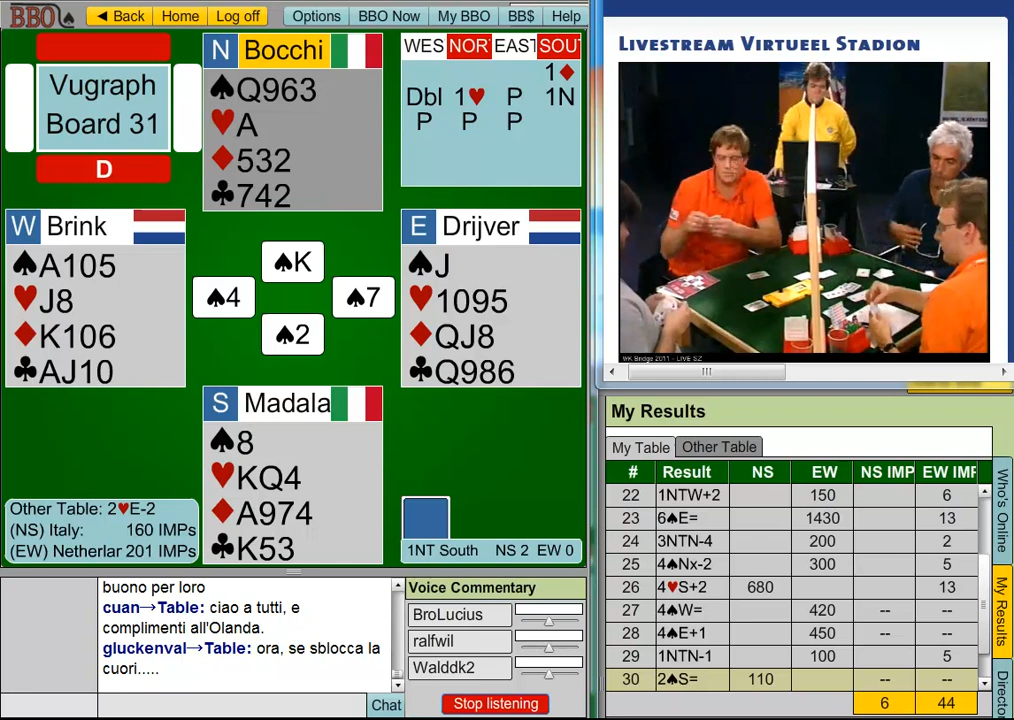 BBO
◄ Back Home Log off Options BBO Now My BBO BB$ Help
Vugraph
Board 31
D
N Bocchi
♠Q963
♥A
♦532
♣742
WES NOR EAST SOUT
1♦
Dbl 1♥ P 1N
P P P
W Brink
♠A105
♥J8
♦K106
♣AJ10
♠K
♠4
♠7
♠2
E Drijver
♠J
♥1095
♦QJ8
♣Q986
S Madala
♠8
♥KQ4
♦A974
♣K53
Other Table: 2♥E-2
(NS) Italy: 160 IMPs
(EW) Netherlar 201 IMPs
1NT South NS 2 EW 0
buono per loro
cuan→Table: ciao a tutti, e
complimenti all'Olanda.
gluckenval→Table: ora, se sblocca la
cuori.....
Chat
Voice Commentary
BroLucius
ralfwil
Walddk2
Stop listening
Livestream Virtueel Stadion
WK Bridge 2011 - LIVE SZ
My Results
My Table Other Table
# Result NS EW NS IMP EW IMF
22 1NTW+2 150 6
23 6♠E= 1430 13
24 3NTN-4 200 2
25 4♠Nx-2 300 5
26 4♥S+2 680 13
27 4♠W= 420 -- --
28 4♠E+1 450 -- --
29 1NTN-1 100 5
30 2♠S= 110 -- --
6 44
Who's Online
My Results
Director